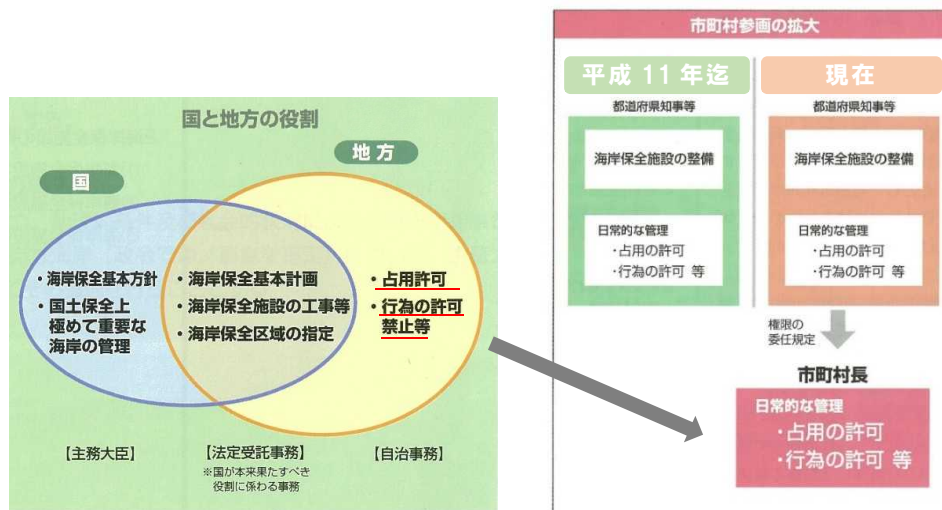 国と地方の役割
国
地方
・海岸保全基本方針
・国土保全上
極めて重要な
海岸の管理
・海岸保全基本計画
・海岸保全施設の工事等
・海岸保全区域の指定
・占用許可
・行為の許可
禁止等
【主務大臣】
【法定受託事務】
※国が本来果たすべき
役割に係わる事務
【自治事務】
市町村参画の拡大
平成 11 年迄
都道府県知事等
海岸保全施設の整備
日常的な管理
・占用の許可
・行為の許可 等
現在
都道府県知事等
海岸保全施設の整備
日常的な管理
・占用の許可
・行為の許可 等
権限の
委任規定
市町村長
日常的な管理
・占用の許可
・行為の許可 等